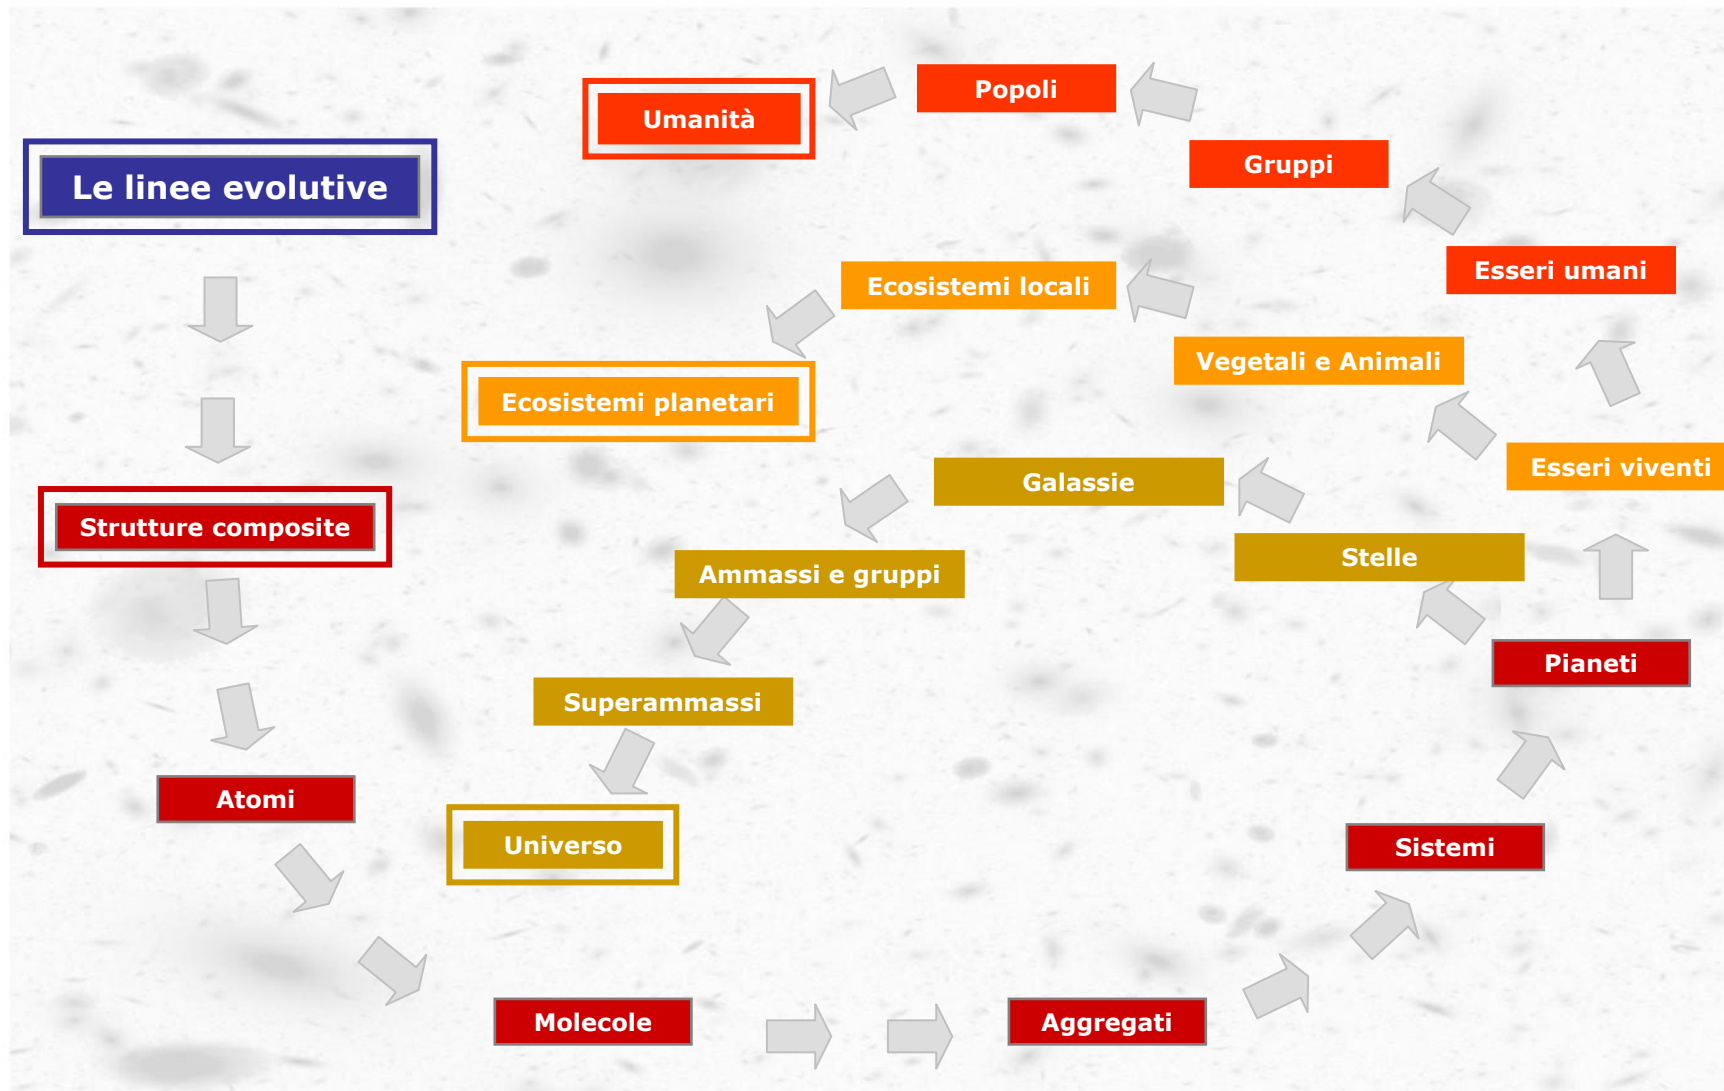 Le linee evolutive
Strutture composite
Atomi
Molecole
Aggregati
Sistemi
Pianeti
Stelle
Galassie
Ammassi e gruppi
Superammassi
Universo
Esseri viventi
Vegetali e Animali
Ecosistemi locali
Ecosistemi planetari
Esseri umani
Gruppi
Popoli
Umanità